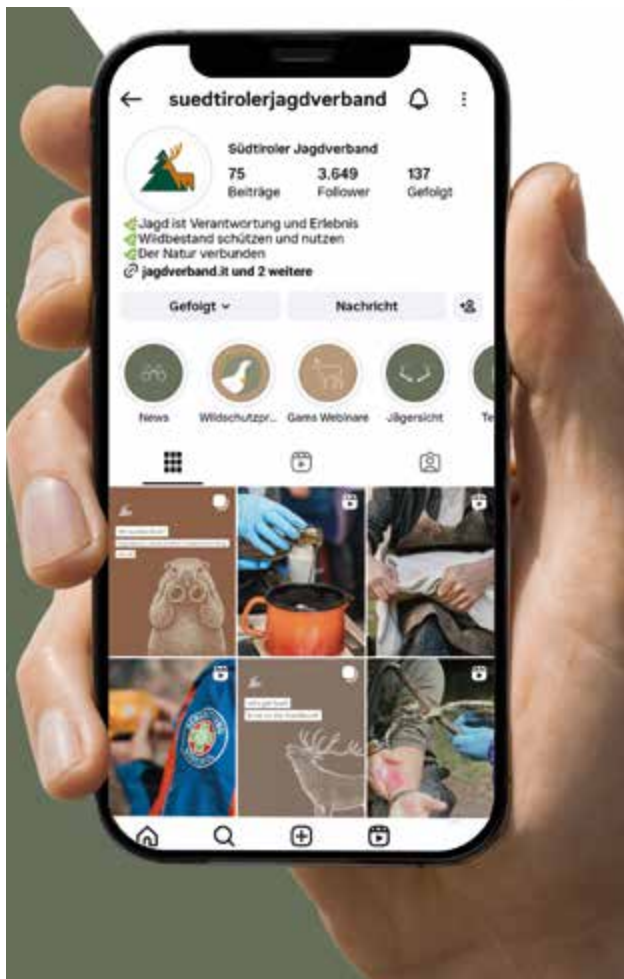 suedtirolerjagdverband
Südtiroler Jagdverband
75 3.649 137
Beiträge Follower Gefolgt
Jagd ist Verantwortung und Erlebnis
Wildbestand schützen und nutzen
Der Natur verbunden
jagdverband.it und 2 weitere
Gefolgt Nachricht
News Wildschutzpr... Gams Webinare Jägersicht Te